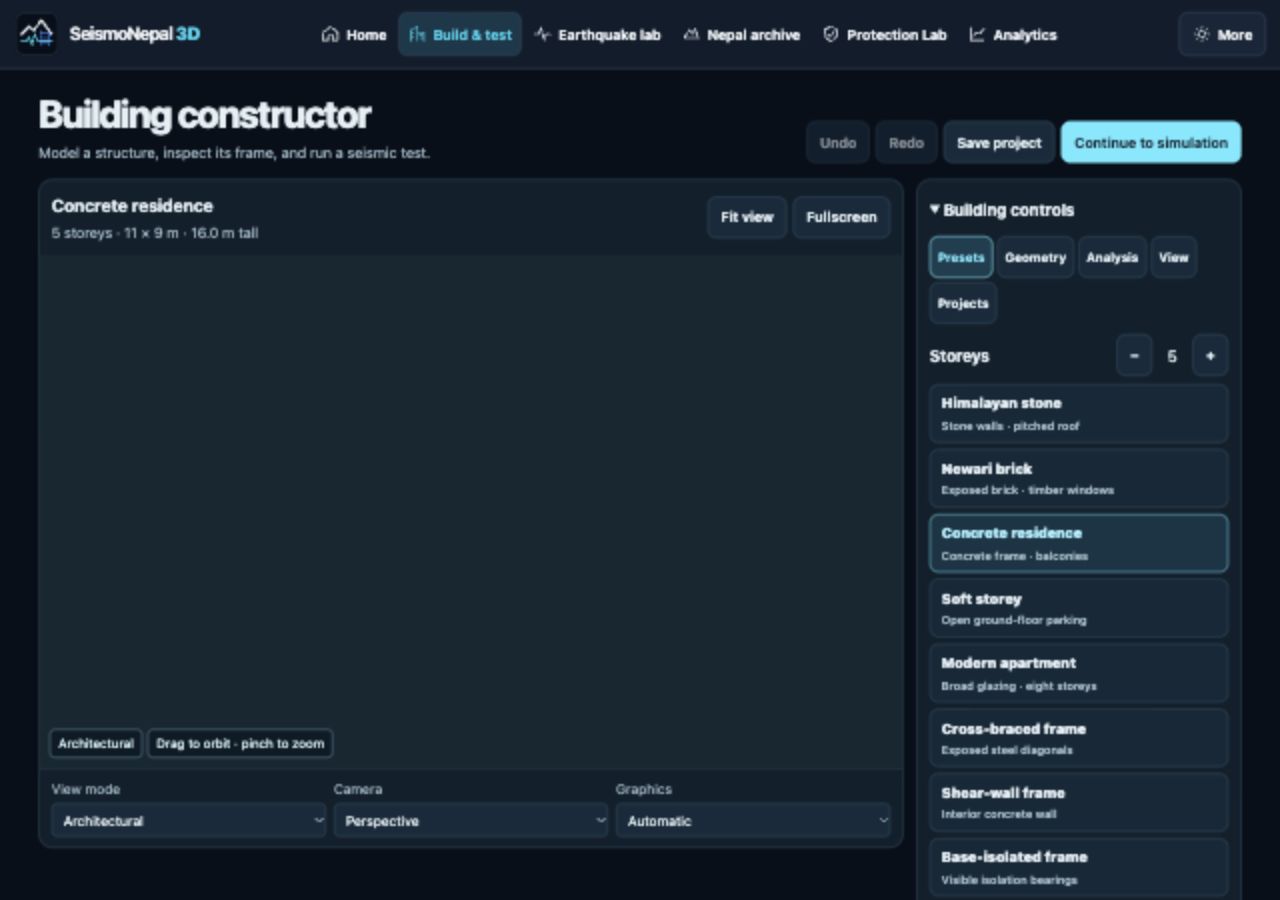 SeismoNepal 3D
Home
Build & test
Earthquake lab
Nepal archive
Protection Lab
Analytics
More
Building constructor
Model a structure, inspect its frame, and run a seismic test.
Undo
Redo
Save project
Continue to simulation
Concrete residence
5 storeys · 11 × 9 m · 16.0 m tall
Fit view
Fullscreen
Architectural
Drag to orbit · pinch to zoom
View mode
Camera
Graphics
Architectural
Perspective
Automatic
▼ Building controls
Presets
Geometry
Analysis
View
Projects
Storeys
−
5
+
Himalayan stone
Stone walls · pitched roof
Newari brick
Exposed brick · timber windows
Concrete residence
Concrete frame · balconies
Soft storey
Open ground-floor parking
Modern apartment
Broad glazing · eight storeys
Cross-braced frame
Exposed steel diagonals
Shear-wall frame
Interior concrete wall
Base-isolated frame
Visible isolation bearings